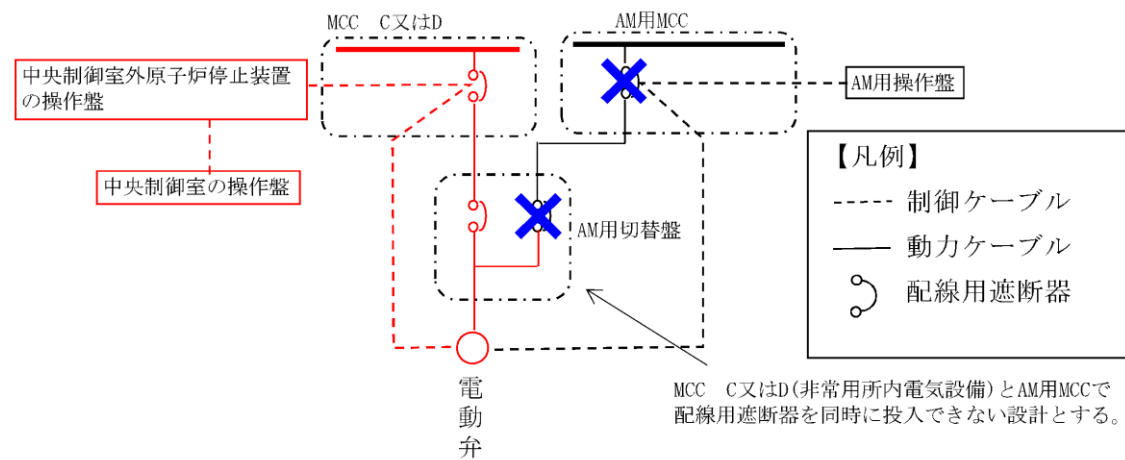 MCC C又はD
AM用MCC
中央制御室外原子炉停止装置
の操作盤
AM用操作盤
中央制御室の操作盤
AM用切替盤
【凡例】
制御ケーブル
動力ケーブル
配線用遮断器
電動弁
MCC C又はD(非常用所内電気設備)とAM用MCCで
配線用遮断器を同時に投入できない設計とする。